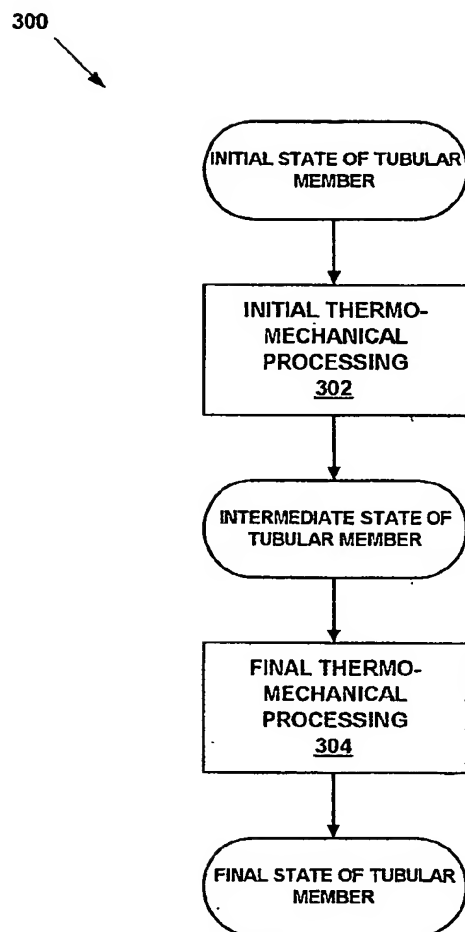 300
INITIAL STATE OF TUBULAR
MEMBER
INITIAL THERMO-
MECHANICAL
PROCESSING
302
INTERMEDIATE STATE OF
TUBULAR MEMBER
FINAL THERMO-
MECHANICAL
PROCESSING
304
FINAL STATE OF TUBULAR
MEMBER